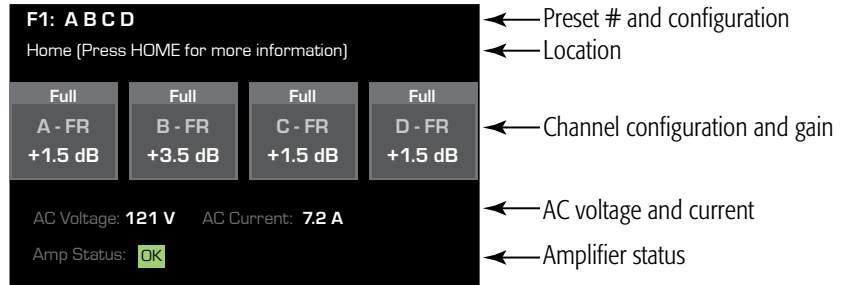 F1: A B C D
Preset # and configuration
Home (Press HOME for more information)
Location
Full Full Full Full
A - FR B - FR C - FR D - FR
Channel configuration and gain
+1.5 dB +3.5 dB +1.5 dB +1.5 dB
AC Voltage: 121 V AC Current: 7.2 A
AC voltage and current
Amp Status: OK
Amplifier status